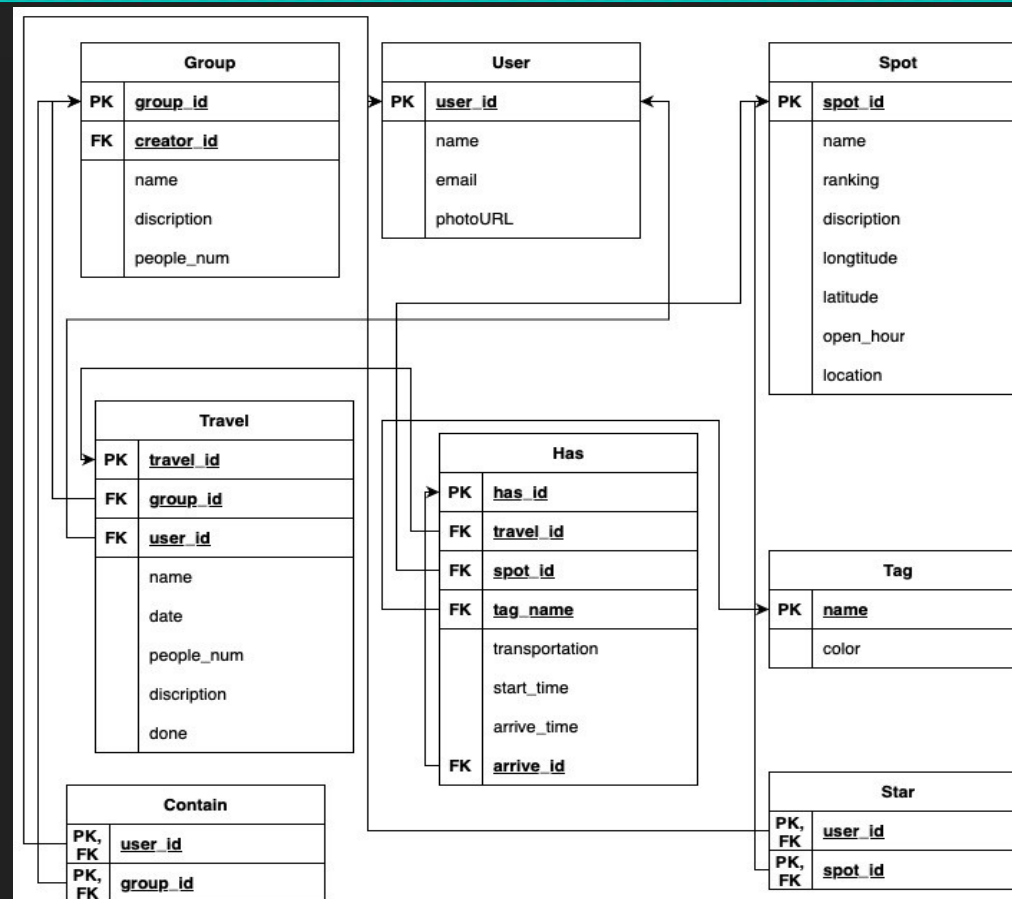 Group
PK group_id
FK creator_id
name
discription
people_num
User
PK user_id
name
email
photoURL
Spot
PK spot_id
name
ranking
discription
longtitude
latitude
open_hour
location
Travel
PK travel_id
FK group_id
FK user_id
name
date
people_num
discription
done
Has
PK has_id
FK travel_id
FK spot_id
FK tag_name
transportation
start_time
arrive_time
FK arrive_id
Tag
PK name
color
Contain
PK,
FK user_id
PK,
FK group_id
Star
PK,
FK user_id
PK,
FK spot_id